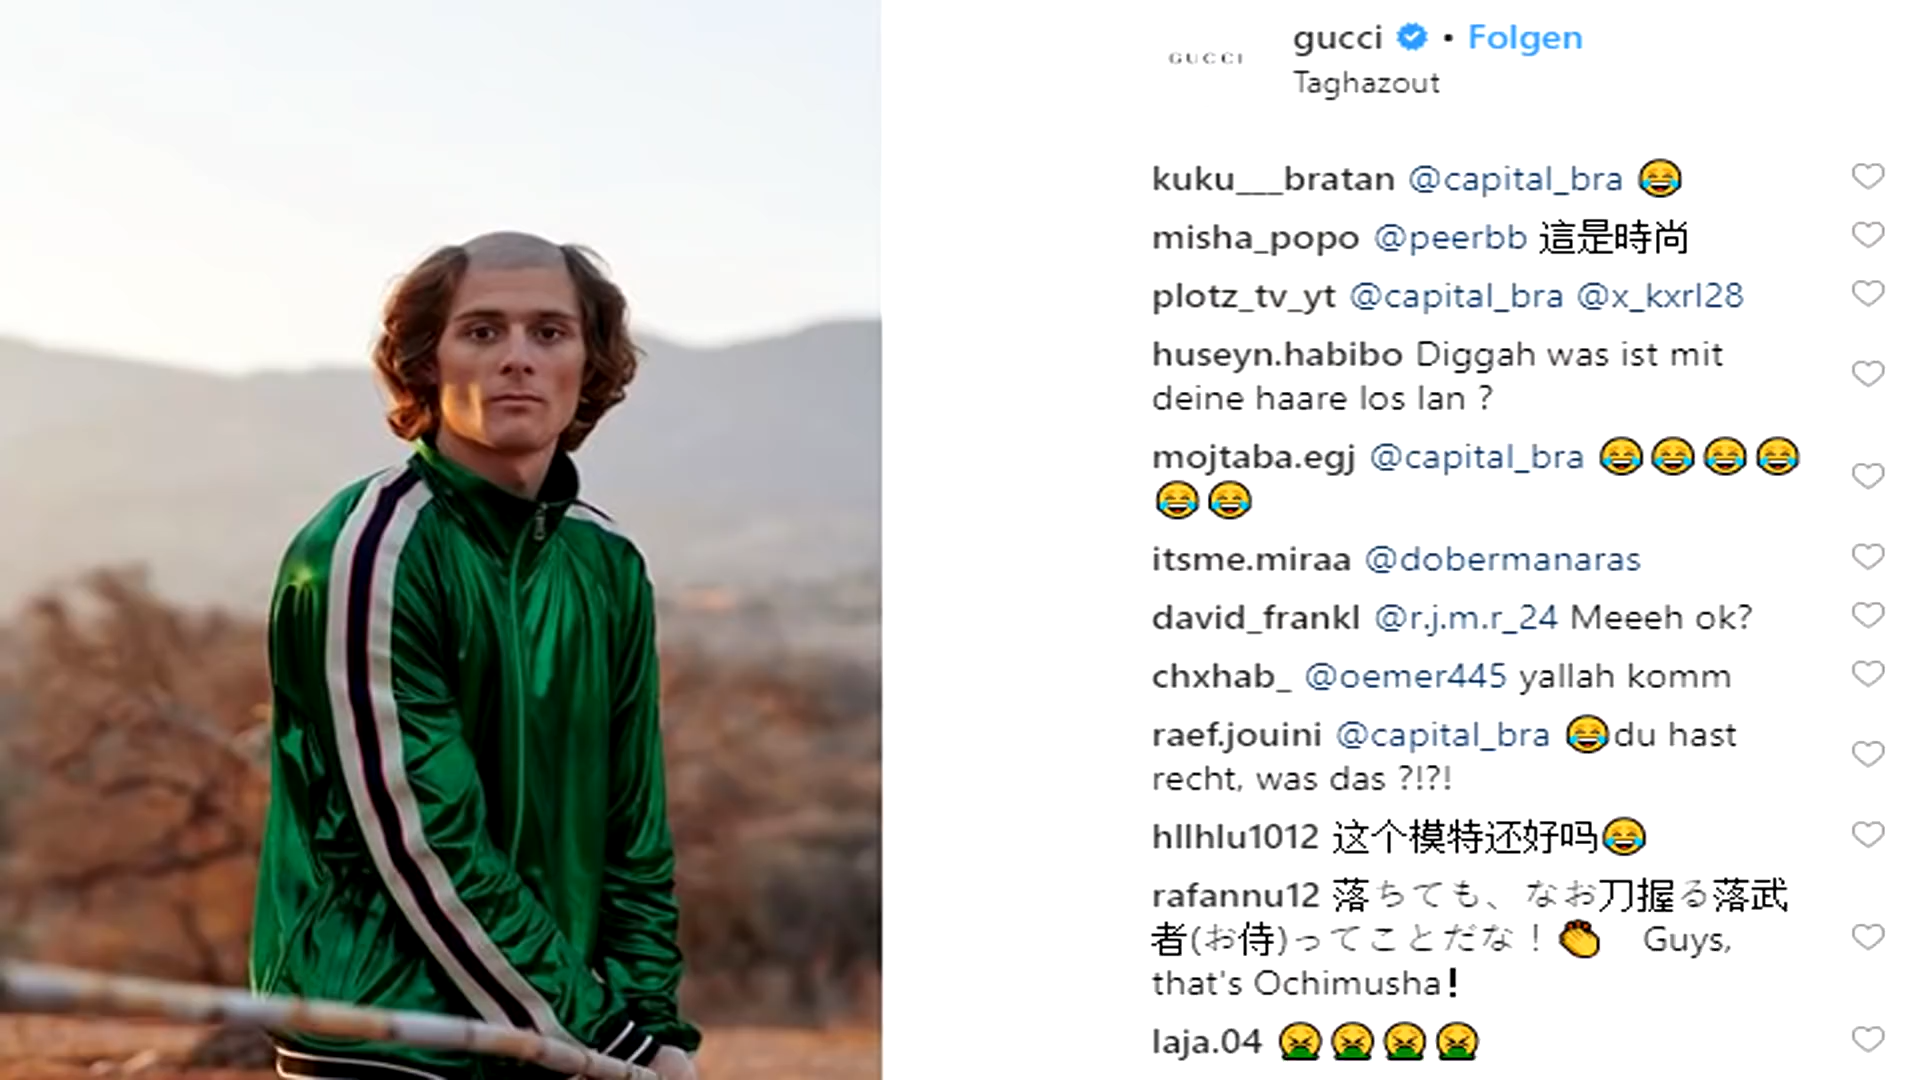 GUCCI
gucci • Folgen
Taghazout
kuku___bratan @capital_bra 😂
misha_popo @peerbb 這是時尚
plotz_tv_yt @capital_bra @x_kxrl28
huseyn.habibo Diggah was ist mit
deine haare los lan ?
mojtaba.egj @capital_bra 😂😂😂😂
😂😂
itsme.miraa @dobermanaras
david_frankl @r.j.m.r_24 Meeeh ok?
chxhab_ @oemer445 yallah komm
raef.jouini @capital_bra 😂du hast
recht, was das ?!?!
hllhlu1012 这个模特还好吗😂
rafannu12 落ちても、なお刀握る落武
者(お侍)ってことだな！👏 Guys,
that's Ochimusha❗
laja.04 🤮🤮🤮🤮